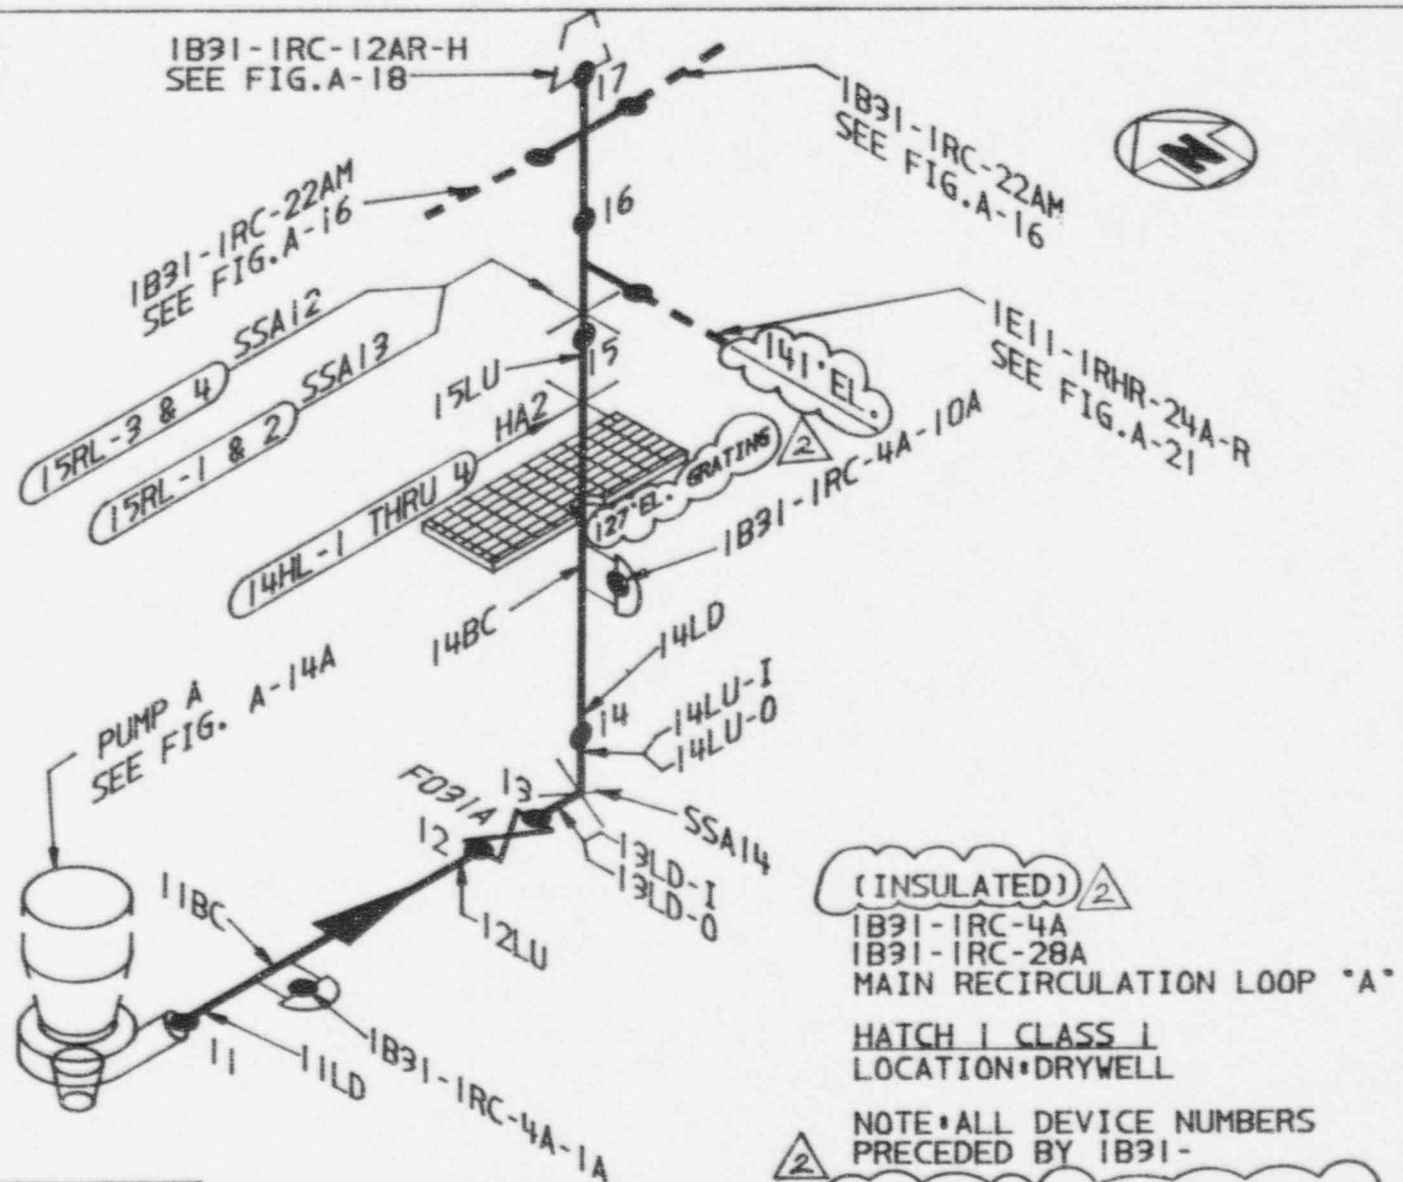 1B31-1RC-12AR-H
SEE FIG.A-18
17
1B31-1RC-22AM
SEE FIG.A-16
N
1B31-1RC-22AM
SEE FIG.A-16
16
SSA12
15RL-3 & 4
SSA13
15RL-1 & 2
15LU
15
141'EL.
1E11-1RHR-24A-R
SEE FIG.A-21
HA2
14HL-1 THRU 4
127'EL. GRATING
2
1B31-1RC-4A-10A
14BC
14LD
14
14LU-I
14LU-O
PUMP A
SEE FIG. A-14A
F031A
13
12
SSA14
13LD-I
13LD-O
11BC
12LU
11
11LD
1B31-1RC-4A-1A
(INSULATED) 2
1B31-1RC-4A
1B31-1RC-28A
MAIN RECIRCULATION LOOP "A"
HATCH 1 CLASS 1
LOCATION:DRYWELL
NOTE:ALL DEVICE NUMBERS
PRECEDED BY 1B31-
2